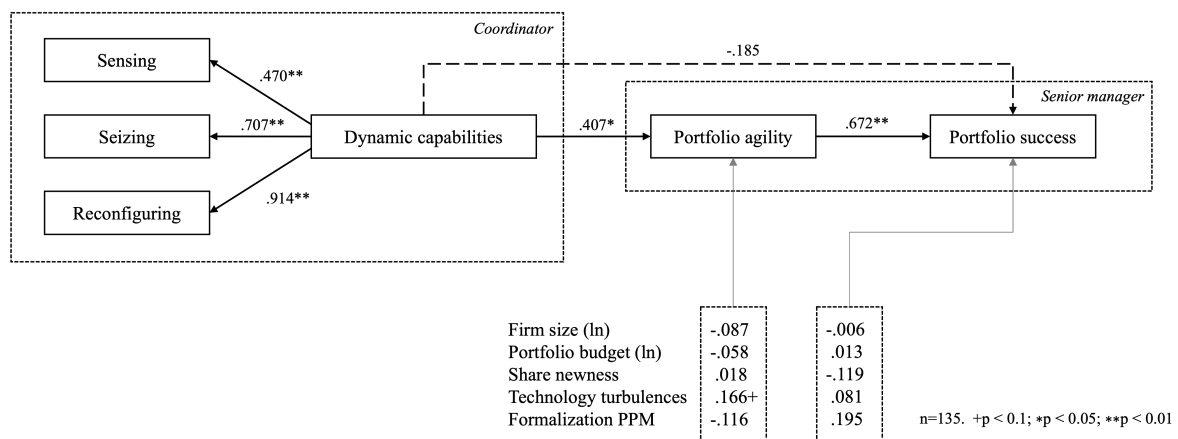 Coordinator
Sensing
.470**
-.185
Senior manager
Seizing
.707**
Dynamic capabilities
.407*
Portfolio agility
.672**
Portfolio success
Reconfiguring
.914**
Firm size (ln) -.087 -.006
Portfolio budget (ln) -.058 .013
Share newness .018 -.119
Technology turbulences .166+ .081
Formalization PPM -.116 .195
n=135. +p < 0.1; *p < 0.05; **p < 0.01